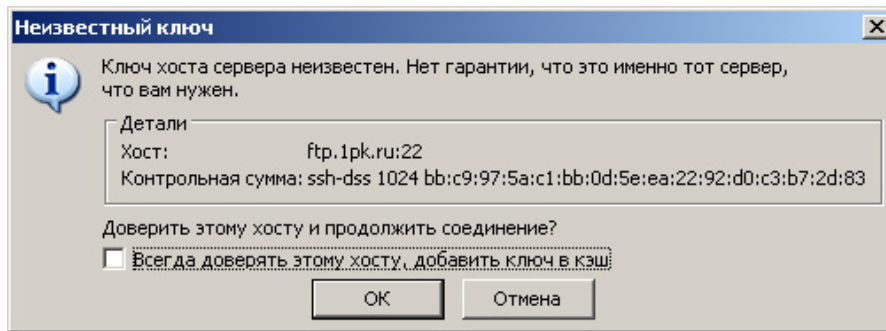 Неизвестный ключ
Ключ хоста сервера неизвестен. Нет гарантии, что это именно тот сервер,
что вам нужен.
Детали
Хост: ftp.1pk.ru:22
Контрольная сумма: ssh-dss 1024 bb:c9:97:5a:c1:bb:0d:5e:ea:22:92:d0:c3:b7:2d:83
Доверить этому хосту и продолжить соединение?
Всегда доверять этому хосту, добавить ключ в кэш
ОК Отмена